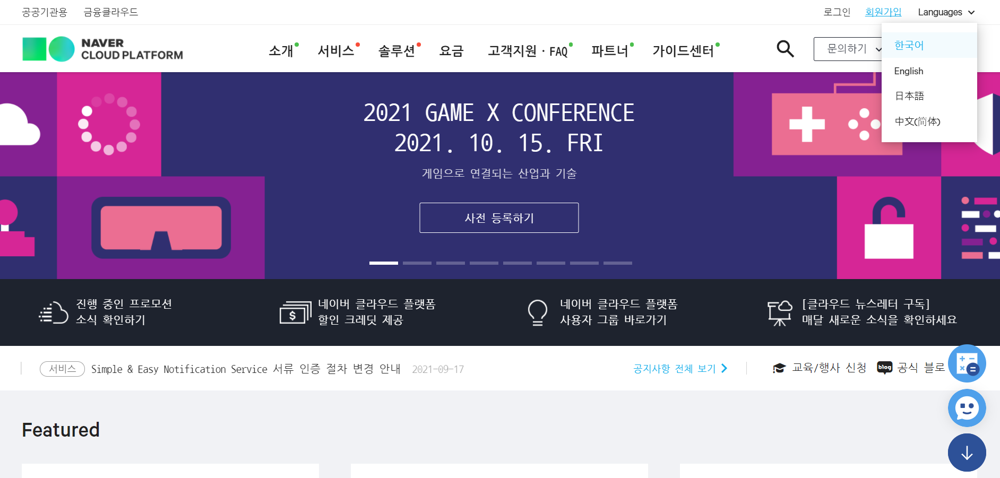 공공기관용 금융클라우드
로그인 회원가입 Languages
NAVER
CLOUD PLATFORM
소개 서비스 솔루션 요금 고객지원 · FAQ 파트너 가이드센터
문의하기
한국어
English
日本語
中文(简体)
2021 GAME X CONFERENCE
2021. 10. 15. FRI
게임으로 연결되는 산업과 기술
사전 등록하기
진행 중인 프로모션
소식 확인하기
$
네이버 클라우드 플랫폼
할인 크레딧 제공
네이버 클라우드 플랫폼
사용자 그룹 바로가기
[클라우드 뉴스레터 구독]
매달 새로운 소식을 확인하세요
서비스 Simple & Easy Notification Service 서류 인증 절차 변경 안내 2021-09-17
공지사항 전체 보기
교육/행사 신청
blog 공식 블로
Featured